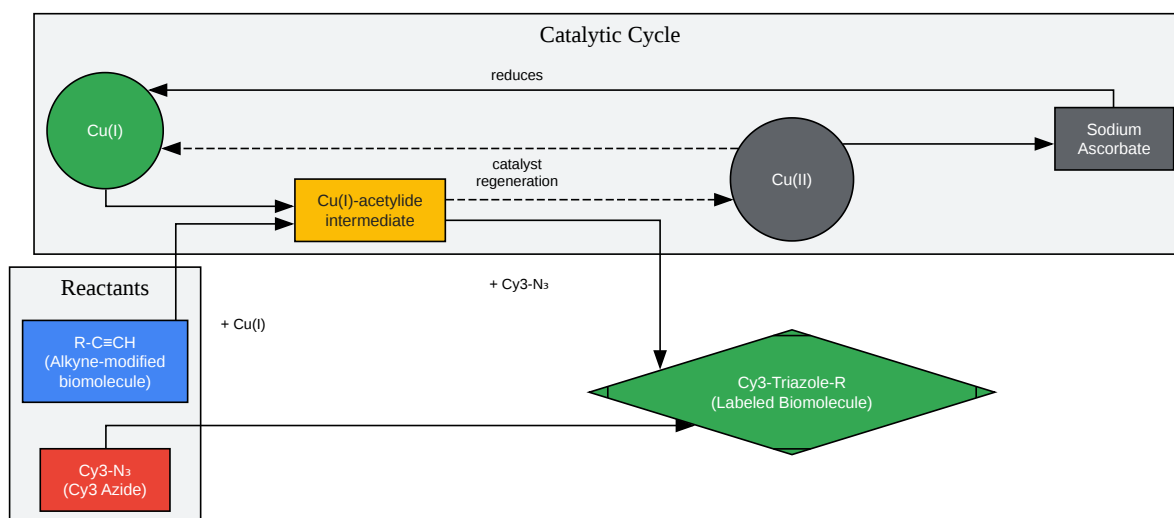 Catalytic Cycle
reduces
Cu(I)
Sodium
Ascorbate
catalyst
regeneration
Cu(II)
Cu(I)-acetylide
intermediate
Reactants
+ Cy3-N₃
+ Cu(I)
R-C≡CH
(Alkyne-modified
biomolecule)
Cy3-Triazole-R
(Labeled Biomolecule)
Cy3-N₃
(Cy3 Azide)